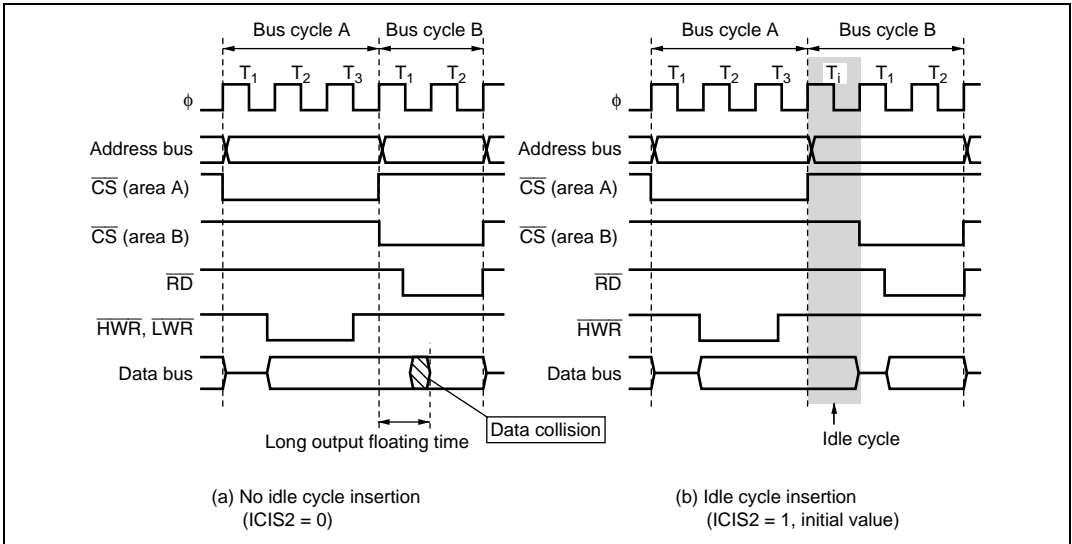 Bus cycle A
Bus cycle B
T1 T2 T3 T1 T2
ϕ
Address bus
CS (area A)
CS (area B)
RD
HWR, LWR
Data bus
Long output floating time
Data collision
(a) No idle cycle insertion
(ICIS2 = 0)
Bus cycle A
Bus cycle B
T1 T2 T3 Ti T1 T2
ϕ
Address bus
CS (area A)
CS (area B)
RD
HWR
Data bus
Idle cycle
(b) Idle cycle insertion
(ICIS2 = 1, initial value)